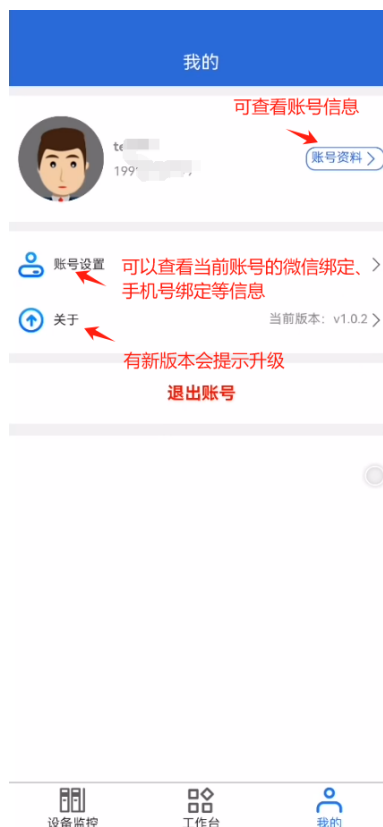 我的
可查看账号信息
te
账号资料
199
账号设置
可以查看当前账号的微信绑定、
手机号绑定等信息
关于
当前版本：v1.0.2
有新版本会提示升级
退出账号
设备监控
工作台
我的